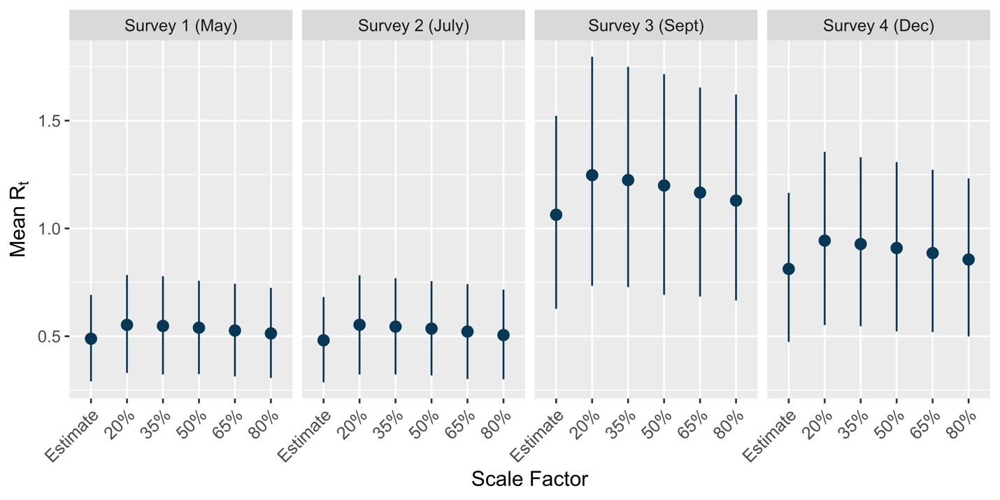 Survey 1 (May) Survey 2 (July) Survey 3 (Sept) Survey 4 (Dec)
Mean Rt
1.5
1.0
0.5
Estimate 20% 35% 50% 65% 80% Estimate 20% 35% 50% 65% 80% Estimate 20% 35% 50% 65% 80% Estimate 20% 35% 50% 65% 80%
Scale Factor